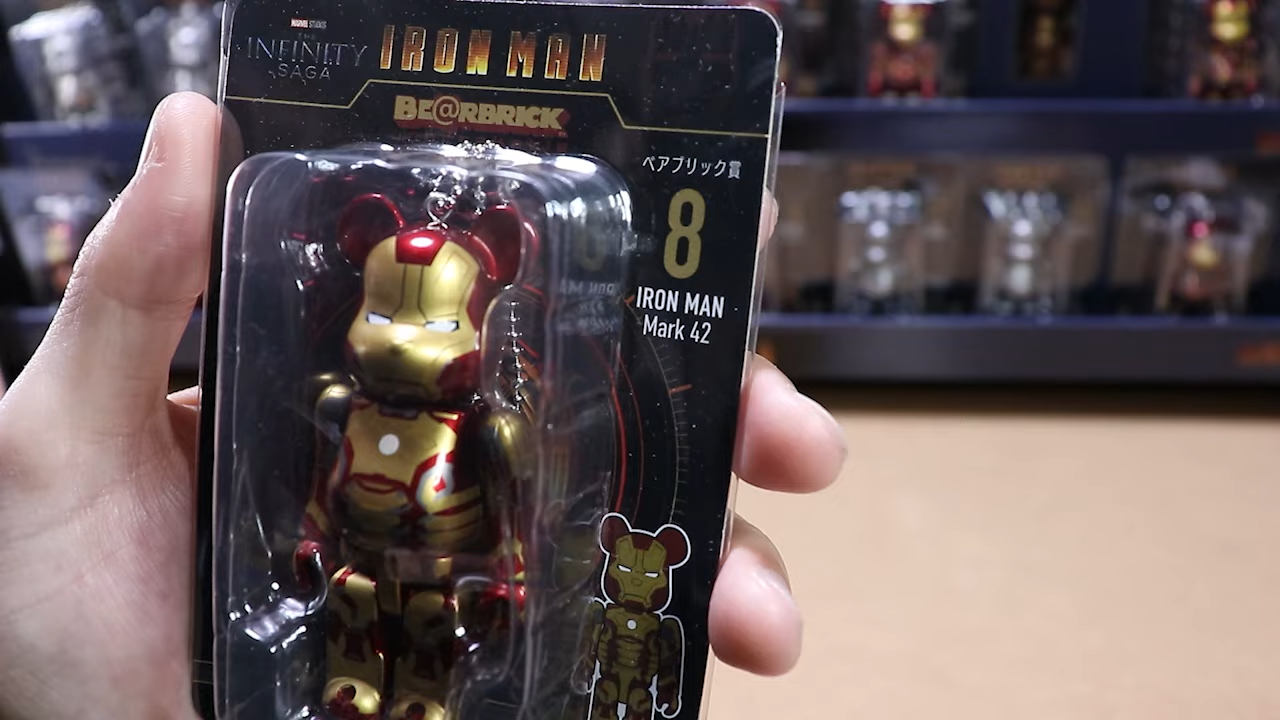 MARVEL STUDIOS
THE
INFINITY
SAGA
IRON MAN
BE@RBRICK
ベアブリック賞
8
IRON MAN
Mark 42